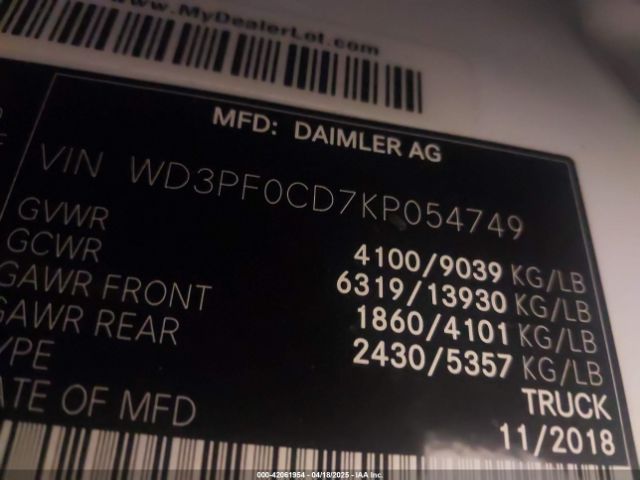 www.MyDealerLot.com
MFD: DAIMLER AG
VIN WD3PF0CD7KP054749
GVWR 4100/9039 KG/LB
GCWR 6319/13930 KG/LB
GAWR FRONT 1860/4101 KG/LB
GAWR REAR 2430/5357 KG/LB
YPE TRUCK
ATE OF MFD 11/2018
000-42061954 - 04/18/2025 - IAA Inc.